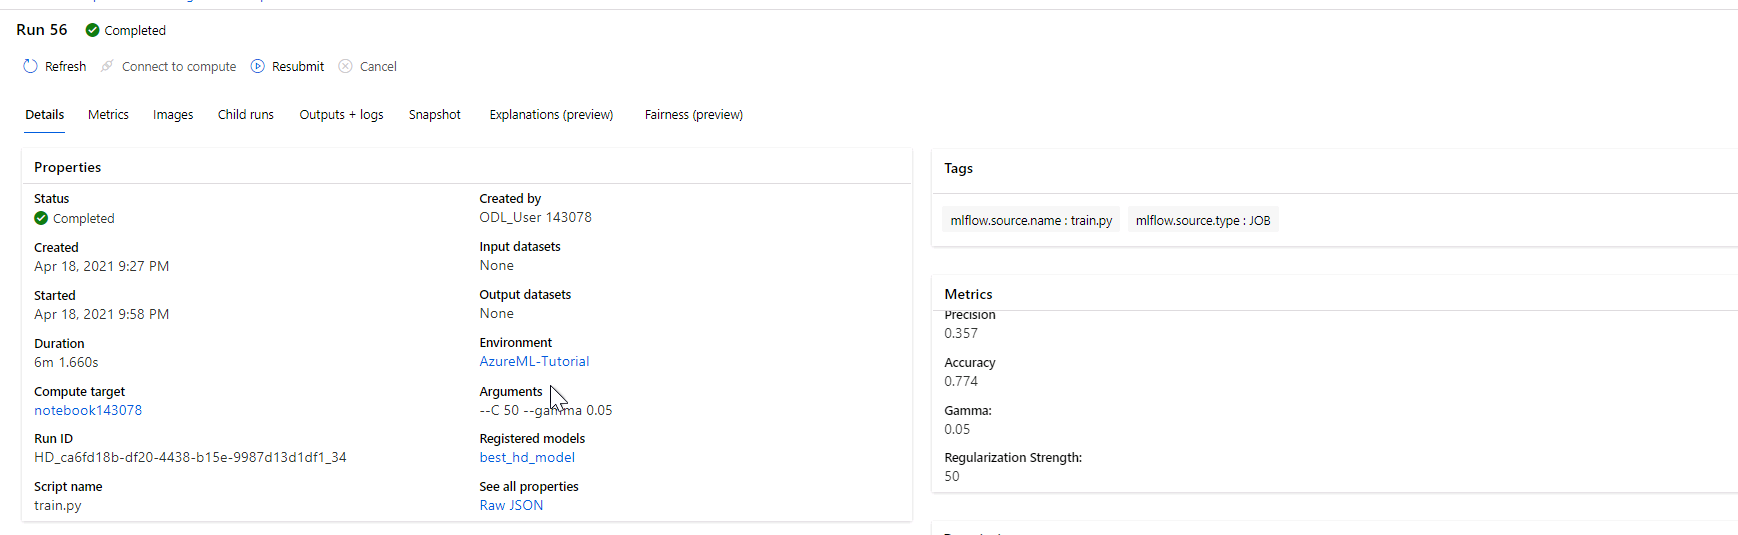 Run 56 Completed
Refresh Connect to compute Resubmit Cancel
Details Metrics Images Child runs Outputs + logs Snapshot Explanations (preview) Fairness (preview)
Properties
Status
Completed
Created
Apr 18, 2021 9:27 PM
Started
Apr 18, 2021 9:58 PM
Duration
6m 1.660s
Compute target
notebook143078
Run ID
HD_ca6fd18b-df20-4438-b15e-9987d13d1df1_34
Script name
train.py
Created by
ODL_User 143078
Input datasets
None
Output datasets
None
Environment
AzureML-Tutorial
Arguments
--C 50 --gamma 0.05
Registered models
best_hd_model
See all properties
Raw JSON
Tags
mlflow.source.name : train.py mlflow.source.type : JOB
Metrics
Precision
0.357
Accuracy
0.774
Gamma:
0.05
Regularization Strength:
50